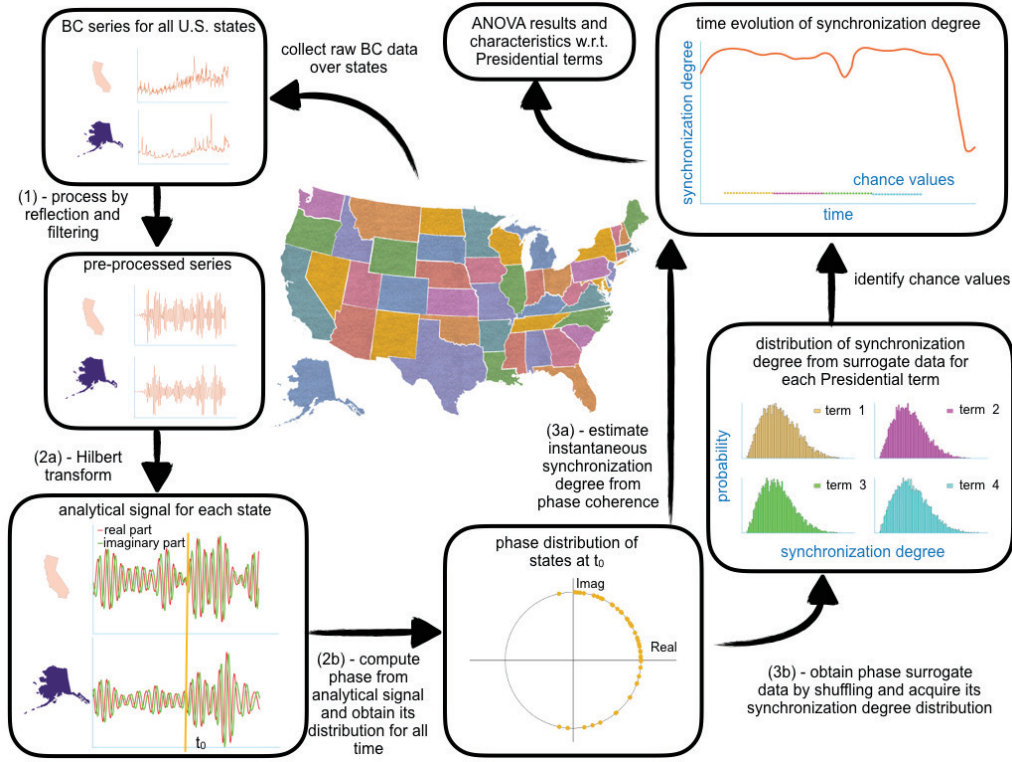 BC series for all U.S. states
collect raw BC data
over states
ANOVA results and
characteristics w.r.t.
Presidential terms
time evolution of synchronization degree
synchronization degree
chance values
time
(1) - process by
reflection and
filtering
pre-processed series
identify chance values
distribution of synchronization
degree from surrogate data for
each Presidential term
term 1
term 2
probability
term 3
term 4
synchronization degree
(2a) - Hilbert
transform
(3a) - estimate
instantaneous
synchronization
degree from
phase coherence
analytical signal for each state
real part
imaginary part
t₀
(2b) - compute
phase from
analytical signal
and obtain its
distribution for all
time
phase distribution of
states at t₀
Imag
Real
(3b) - obtain phase surrogate
data by shuffling and acquire its
synchronization degree distribution